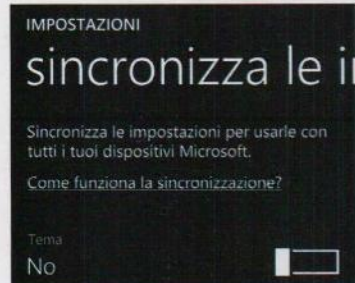 IMPOSTAZIONI
sincronizza le i
Sincronizza le impostazioni per usarle con
tutti i tuoi dispositivi Microsoft.
Come funziona la sincronizzazione?
Tema
No